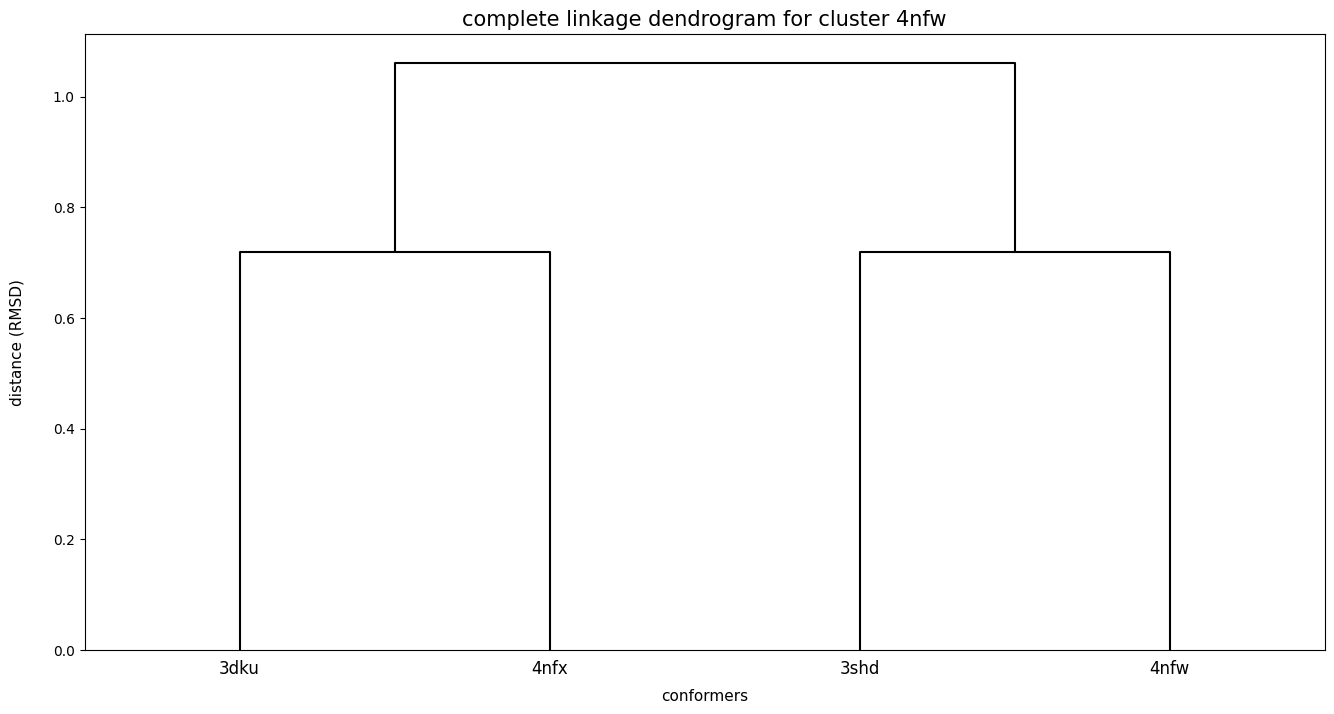 complete linkage dendrogram for cluster 4nfw
distance (RMSD)
1.0
0.8
0.6
0.4
0.2
0.0
3dku 4nfx 3shd 4nfw
conformers